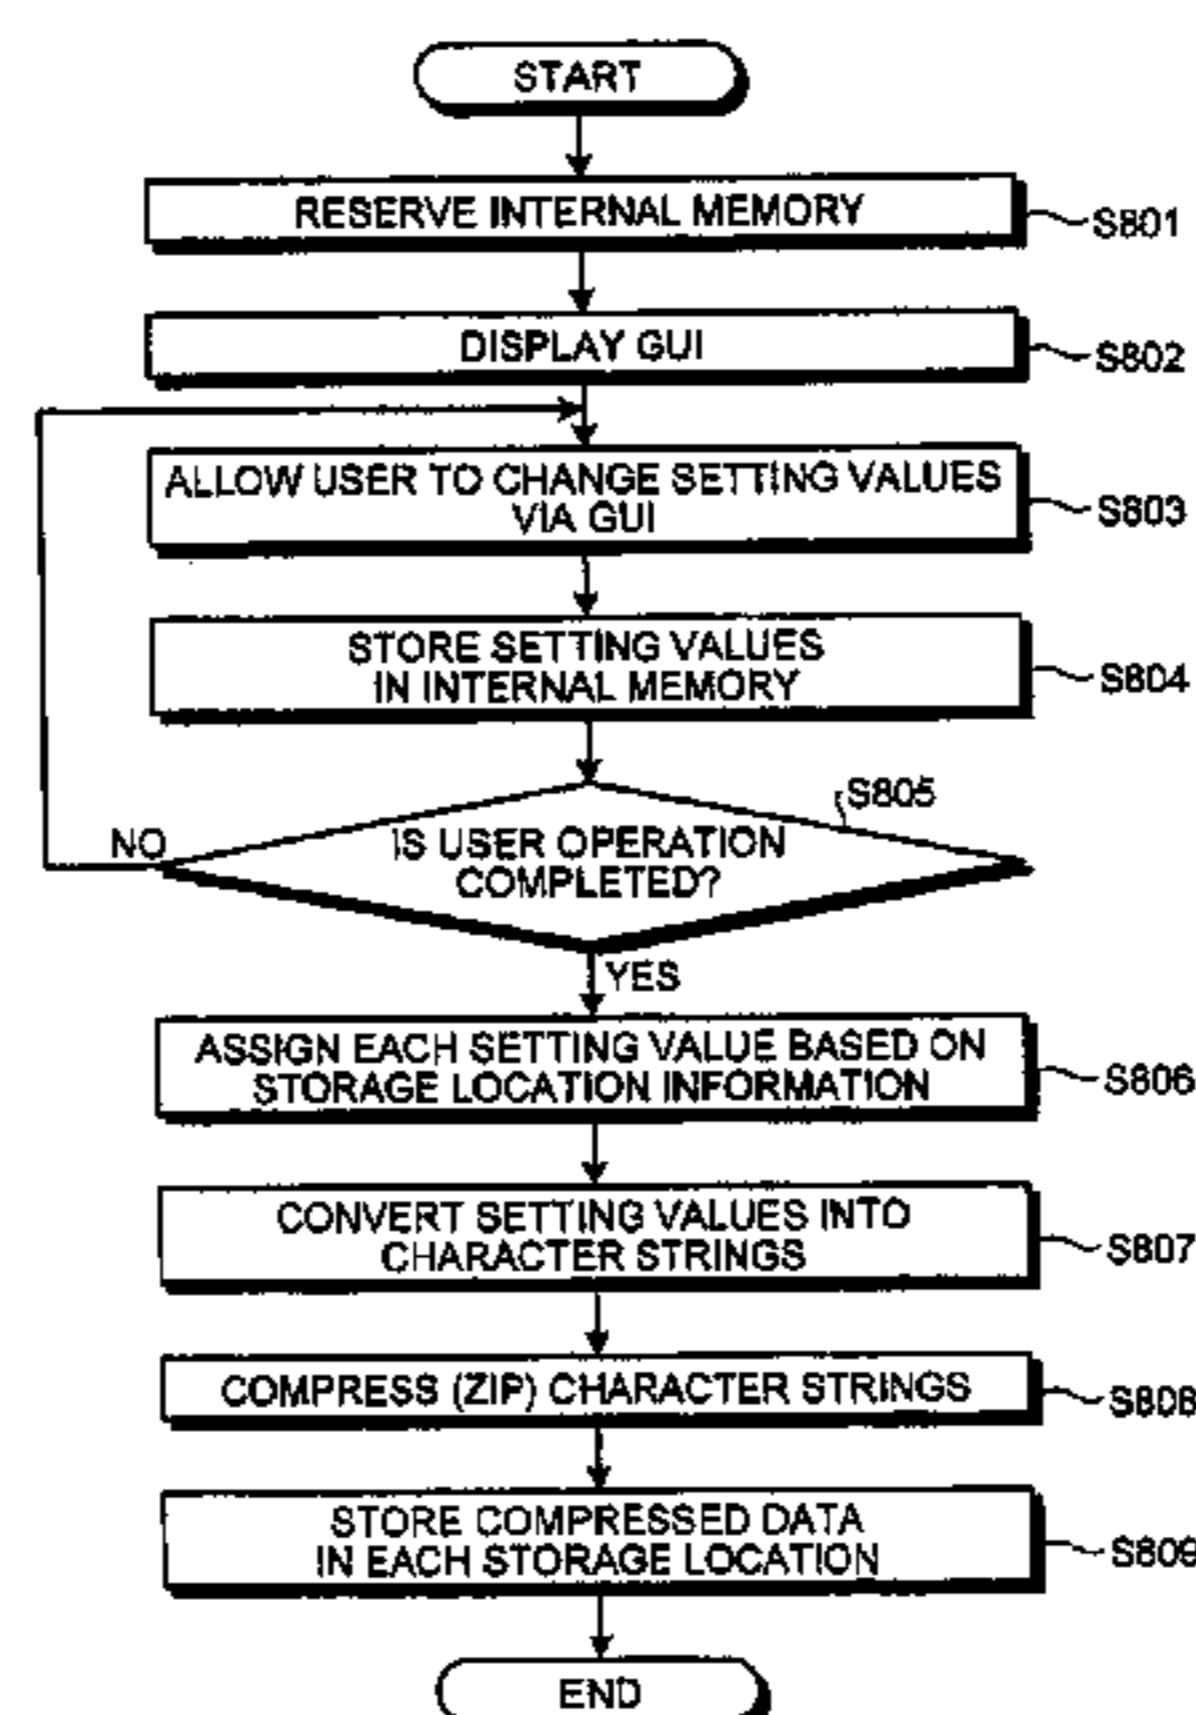 START
RESERVE INTERNAL MEMORY
S801
DISPLAY GUI
S802
ALLOW USER TO CHANGE SETTING VALUES
VIA GUI
S803
STORE SETTING VALUES
IN INTERNAL MEMORY
S804
S805
NO
IS USER OPERATION
COMPLETED?
YES
ASSIGN EACH SETTING VALUE BASED ON
STORAGE LOCATION INFORMATION
S806
CONVERT SETTING VALUES INTO
CHARACTER STRINGS
S807
COMPRESS (ZIP) CHARACTER STRINGS
S808
STORE COMPRESSED DATA
IN EACH STORAGE LOCATION
S809
END